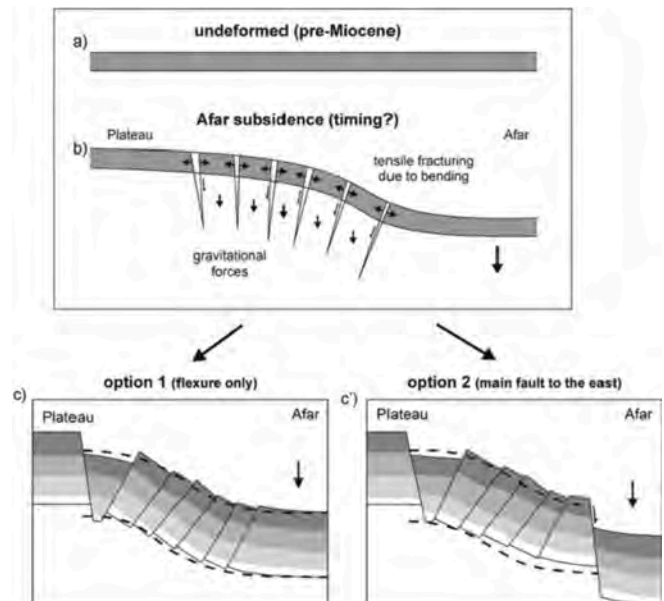 undeformed (pre-Miocene)
a)
Afar subsidence (timing?)
Plateau
Afar
b)
tensile fracturing
due to bending
gravitational
forces
option 1 (flexure only)
option 2 (main fault to the east)
c)
Plateau
Afar
c')
Plateau
Afar